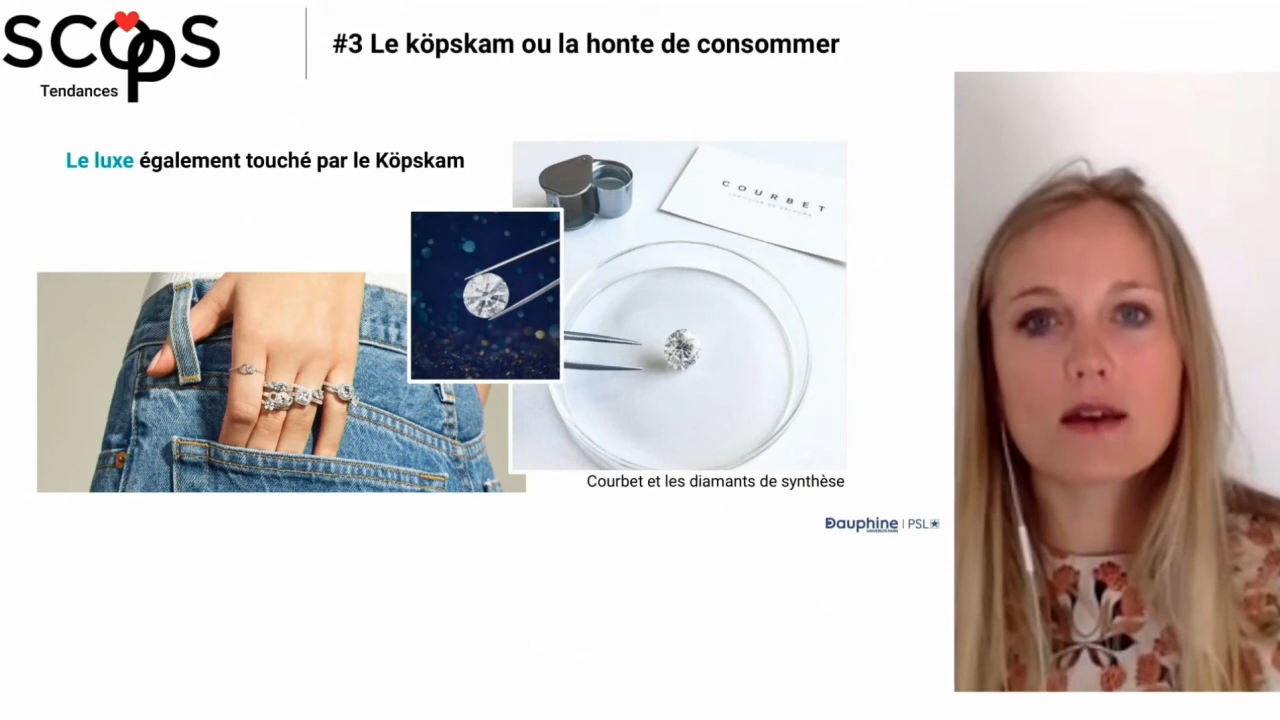 SCOPS
Tendances
#3 Le köpskam ou la honte de consommer
Le luxe également touché par le Köpskam
COURBET
Courbet et les diamants de synthèse
Dauphine | PSL